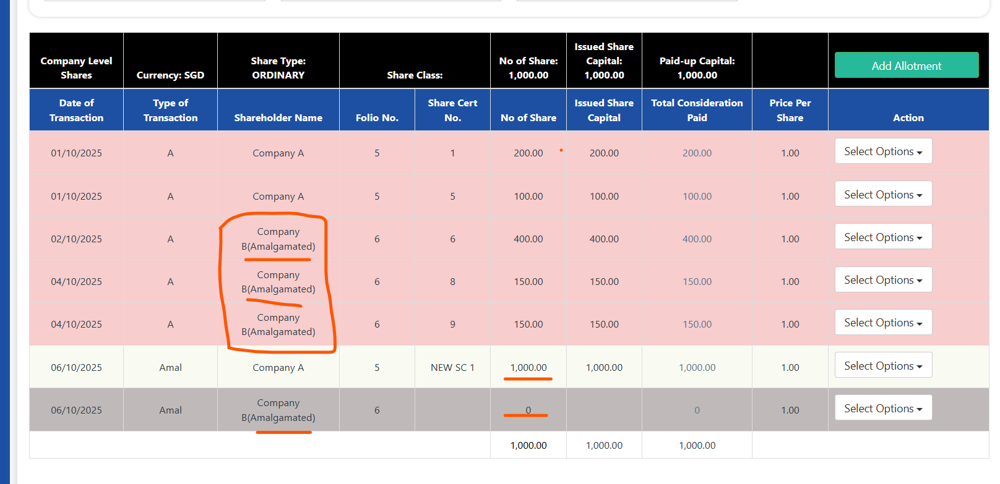 Company Level Shares
Currency: SGD
Share Type: ORDINARY
Share Class:
No of Share: 1,000.00
Issued Share Capital: 1,000.00
Paid-up Capital: 1,000.00
Add Allotment
Date of Transaction
Type of Transaction
Shareholder Name
Folio No.
Share Cert No.
No of Share
Issued Share Capital
Total Consideration Paid
Price Per Share
Action
01/10/2025 A Company A 5 1 200.00 200.00 200.00 1.00 Select Options
01/10/2025 A Company A 5 5 100.00 100.00 100.00 1.00 Select Options
02/10/2025 A Company B(Amalgamated) 6 6 400.00 400.00 400.00 1.00 Select Options
04/10/2025 A Company B(Amalgamated) 6 8 150.00 150.00 150.00 1.00 Select Options
04/10/2025 A Company B(Amalgamated) 6 9 150.00 150.00 150.00 1.00 Select Options
06/10/2025 Amal Company A 5 NEW SC 1 1,000.00 1,000.00 1,000.00 1.00 Select Options
06/10/2025 Amal Company B(Amalgamated) 6 0 0 1.00 Select Options
1,000.00 1,000.00 1,000.00